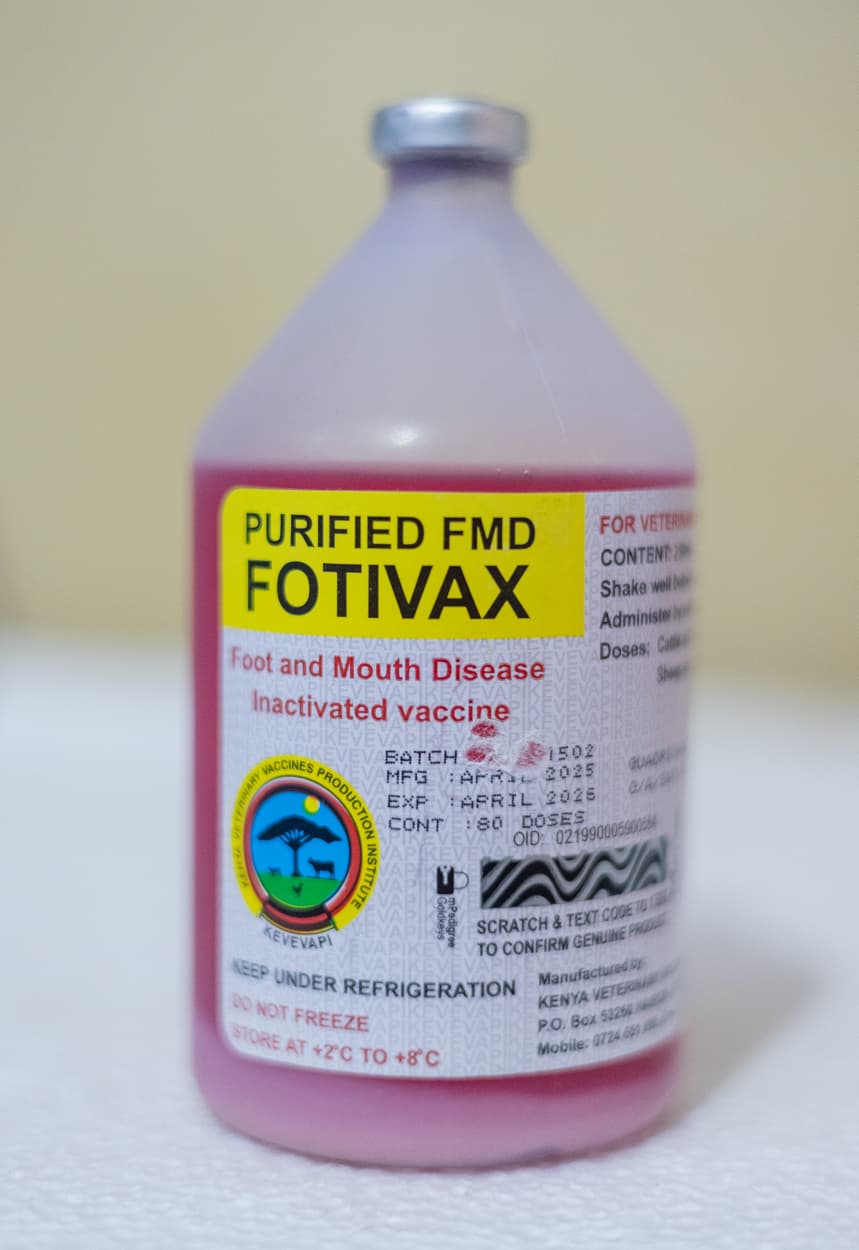 PURIFIED FMD
FOTIVAX
Foot and Mouth Disease
Inactivated vaccine
BATCH 1502
MFG :APRIL 2025
EXP :APRIL 2026
CONT :80 DOSES
OID:
KENYA VETERINARY VACCINES PRODUCTION INSTITUTE
KEVEVAPI
mPedigree
Goldkeys
SCRATCH & TEXT CODE TO
TO CONFIRM GENUINE PRODUCT
KEEP UNDER REFRIGERATION
DO NOT FREEZE
STORE AT +2°C TO +8°C
FOR
CONTENT:
Shake well
Administer
Doses:
Manufactured by:
KENYA VETERINARY
P.O. Box
Mobile: 0724